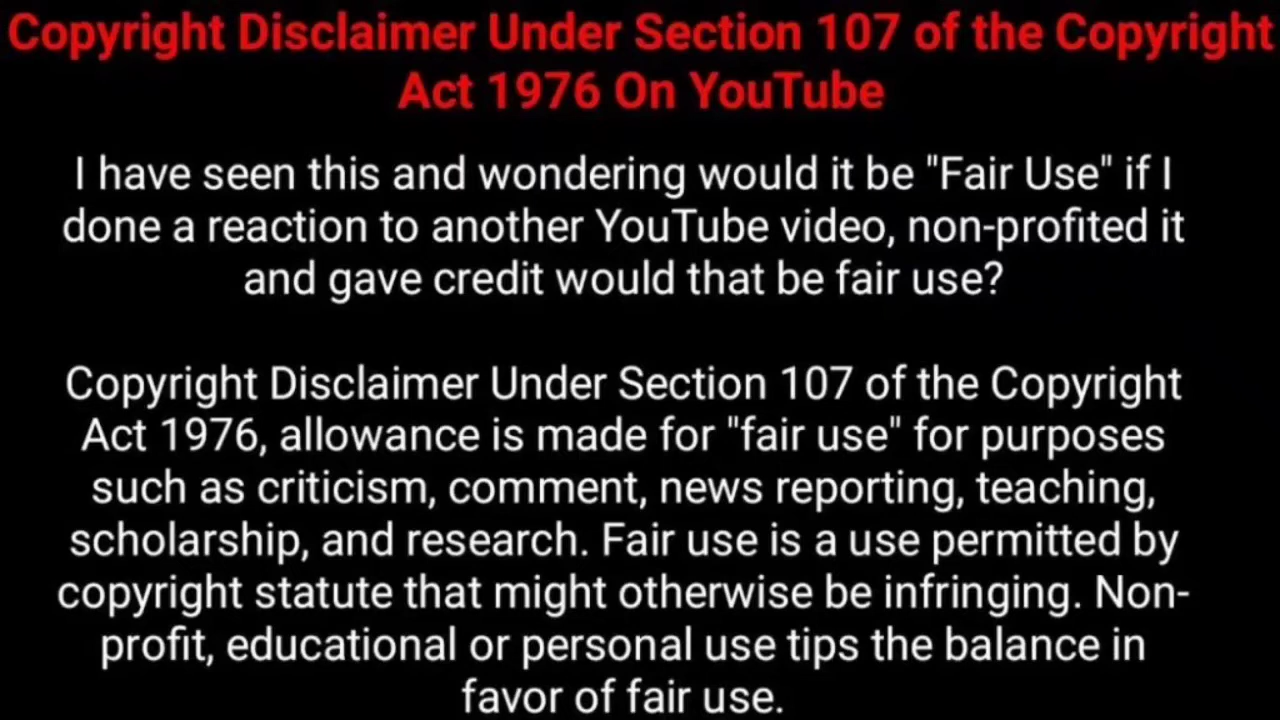 Copyright Disclaimer Under Section 107 of the Copyright
Act 1976 On YouTube
I have seen this and wondering would it be "Fair Use" if I
done a reaction to another YouTube video, non-profited it
and gave credit would that be fair use?
Copyright Disclaimer Under Section 107 of the Copyright
Act 1976, allowance is made for "fair use" for purposes
such as criticism, comment, news reporting, teaching,
scholarship, and research. Fair use is a use permitted by
copyright statute that might otherwise be infringing. Non-
profit, educational or personal use tips the balance in
favor of fair use.